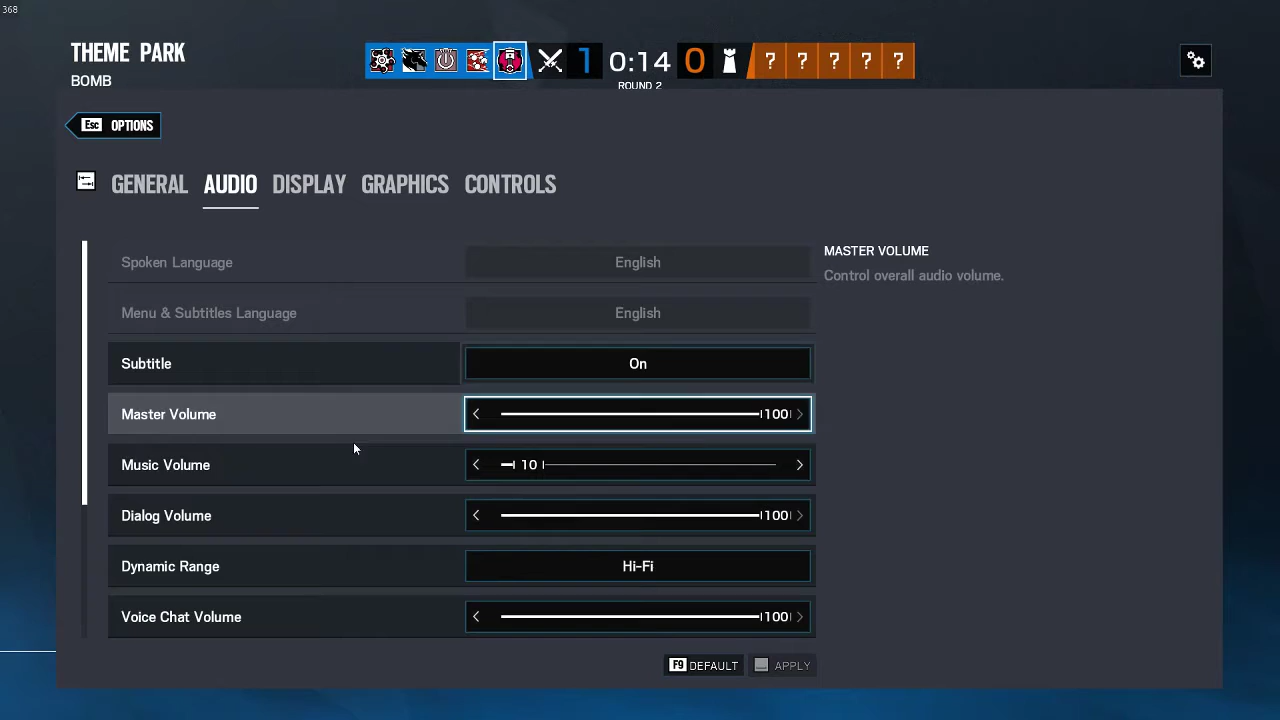 368
THEME PARK
BOMB
1 0:14 0 ? ? ? ? ?
ROUND 2
Esc OPTIONS
GENERAL AUDIO DISPLAY GRAPHICS CONTROLS
Spoken Language English
Menu & Subtitles Language English
Subtitle On
Master Volume 100
Music Volume 10
Dialog Volume 100
Dynamic Range Hi-Fi
Voice Chat Volume 100
MASTER VOLUME
Control overall audio volume.
F9 DEFAULT APPLY